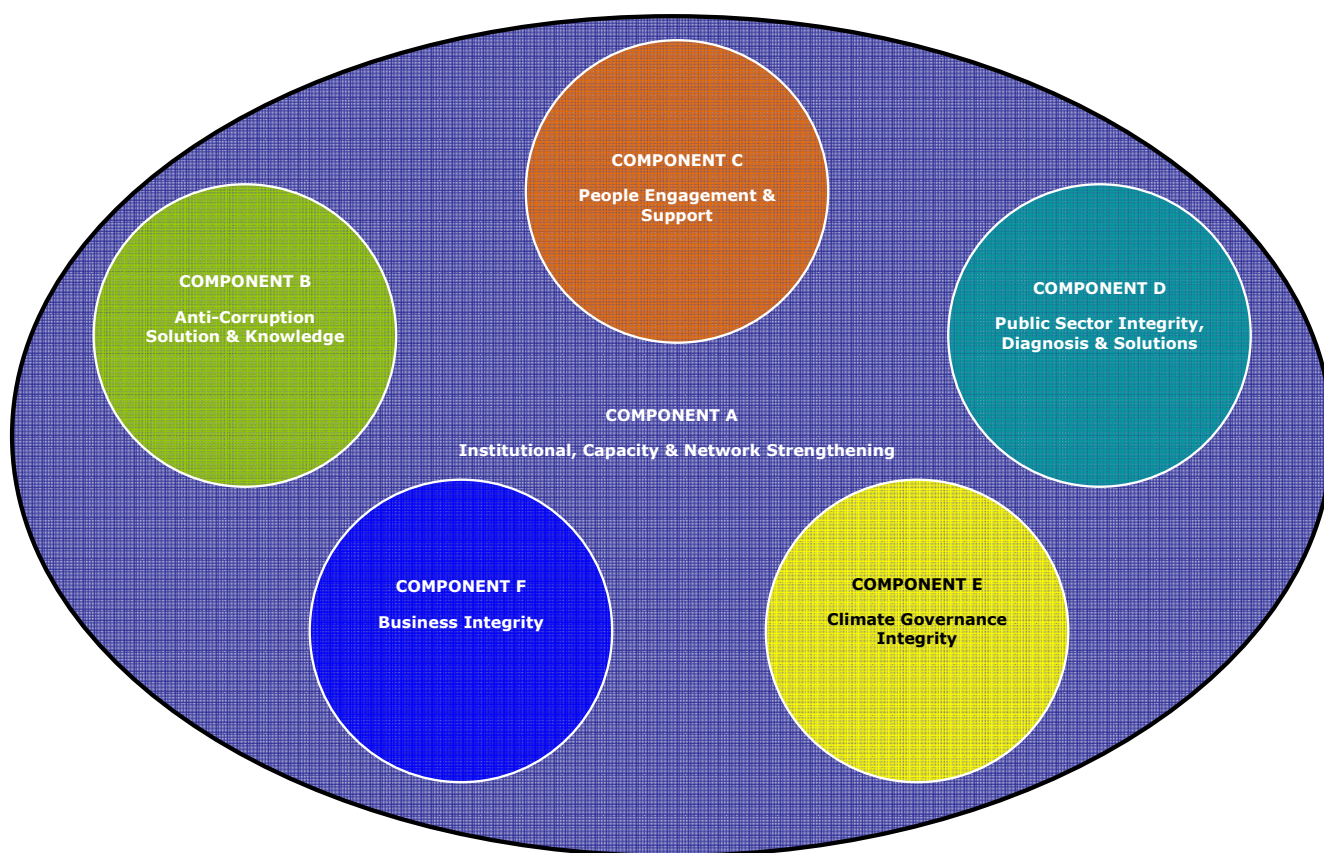 COMPONENT C
People Engagement &
Support
COMPONENT B
Anti-Corruption
Solution & Knowledge
COMPONENT D
Public Sector Integrity,
Diagnosis & Solutions
COMPONENT A
Institutional, Capacity & Network Strengthening
COMPONENT F
Business Integrity
COMPONENT E
Climate Governance
Integrity